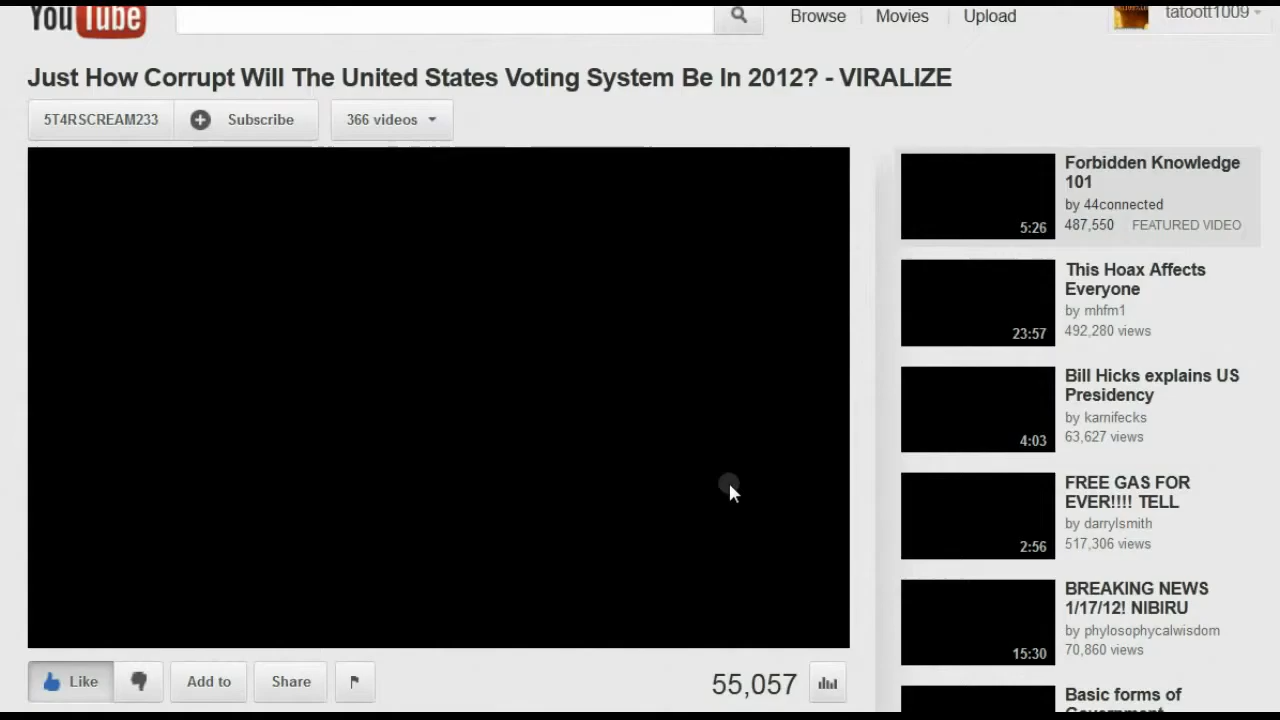 YouTube
Browse Movies Upload
tatoott1009
Just How Corrupt Will The United States Voting System Be In 2012? - VIRALIZE
5T4RSCREAM233 Subscribe 366 videos
5:26
Forbidden Knowledge
101
by 44connected
487,550 FEATURED VIDEO
23:57
This Hoax Affects
Everyone
by mhfm1
492,280 views
4:03
Bill Hicks explains US
Presidency
by karnifecks
63,627 views
2:56
FREE GAS FOR
EVER!!!! TELL
by darrylsmith
517,306 views
15:30
BREAKING NEWS
1/17/12! NIBIRU
by phylosophycalwisdom
70,860 views
Basic forms of
Government
Like Add to Share 55,057